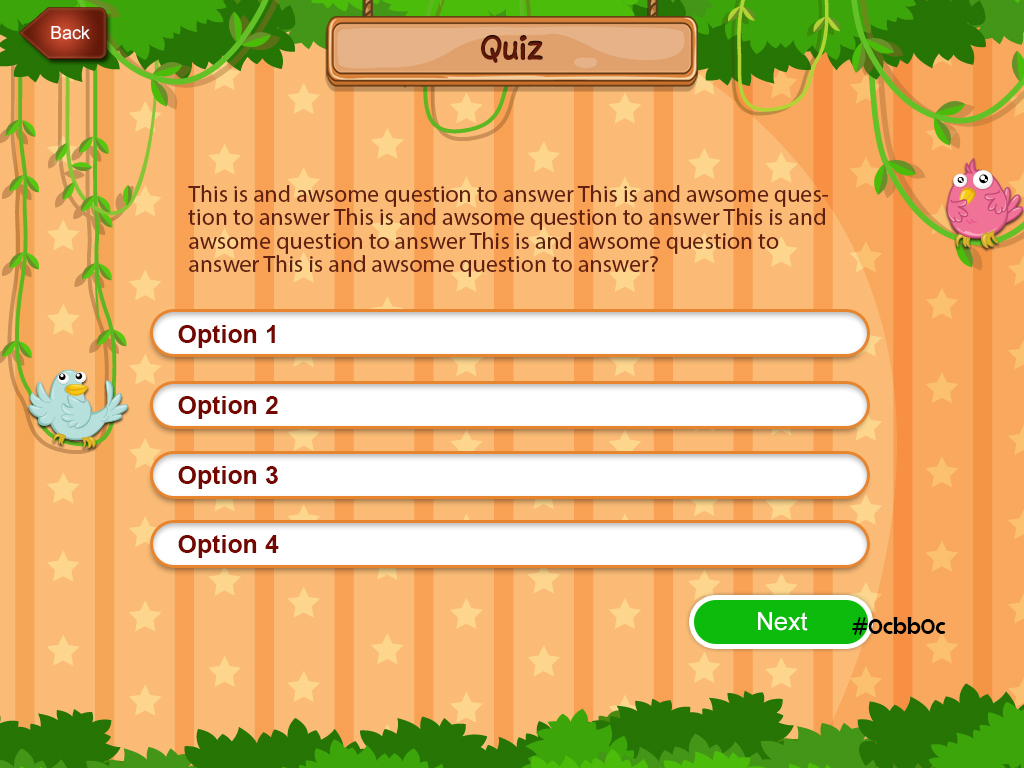 Back
Quiz
This is and awsome question to answer This is and awsome ques-
tion to answer This is and awsome question to answer This is and
awsome question to answer This is and awsome question to
answer This is and awsome question to answer?
Option 1
Option 2
Option 3
Option 4
Next
#0cbb0c